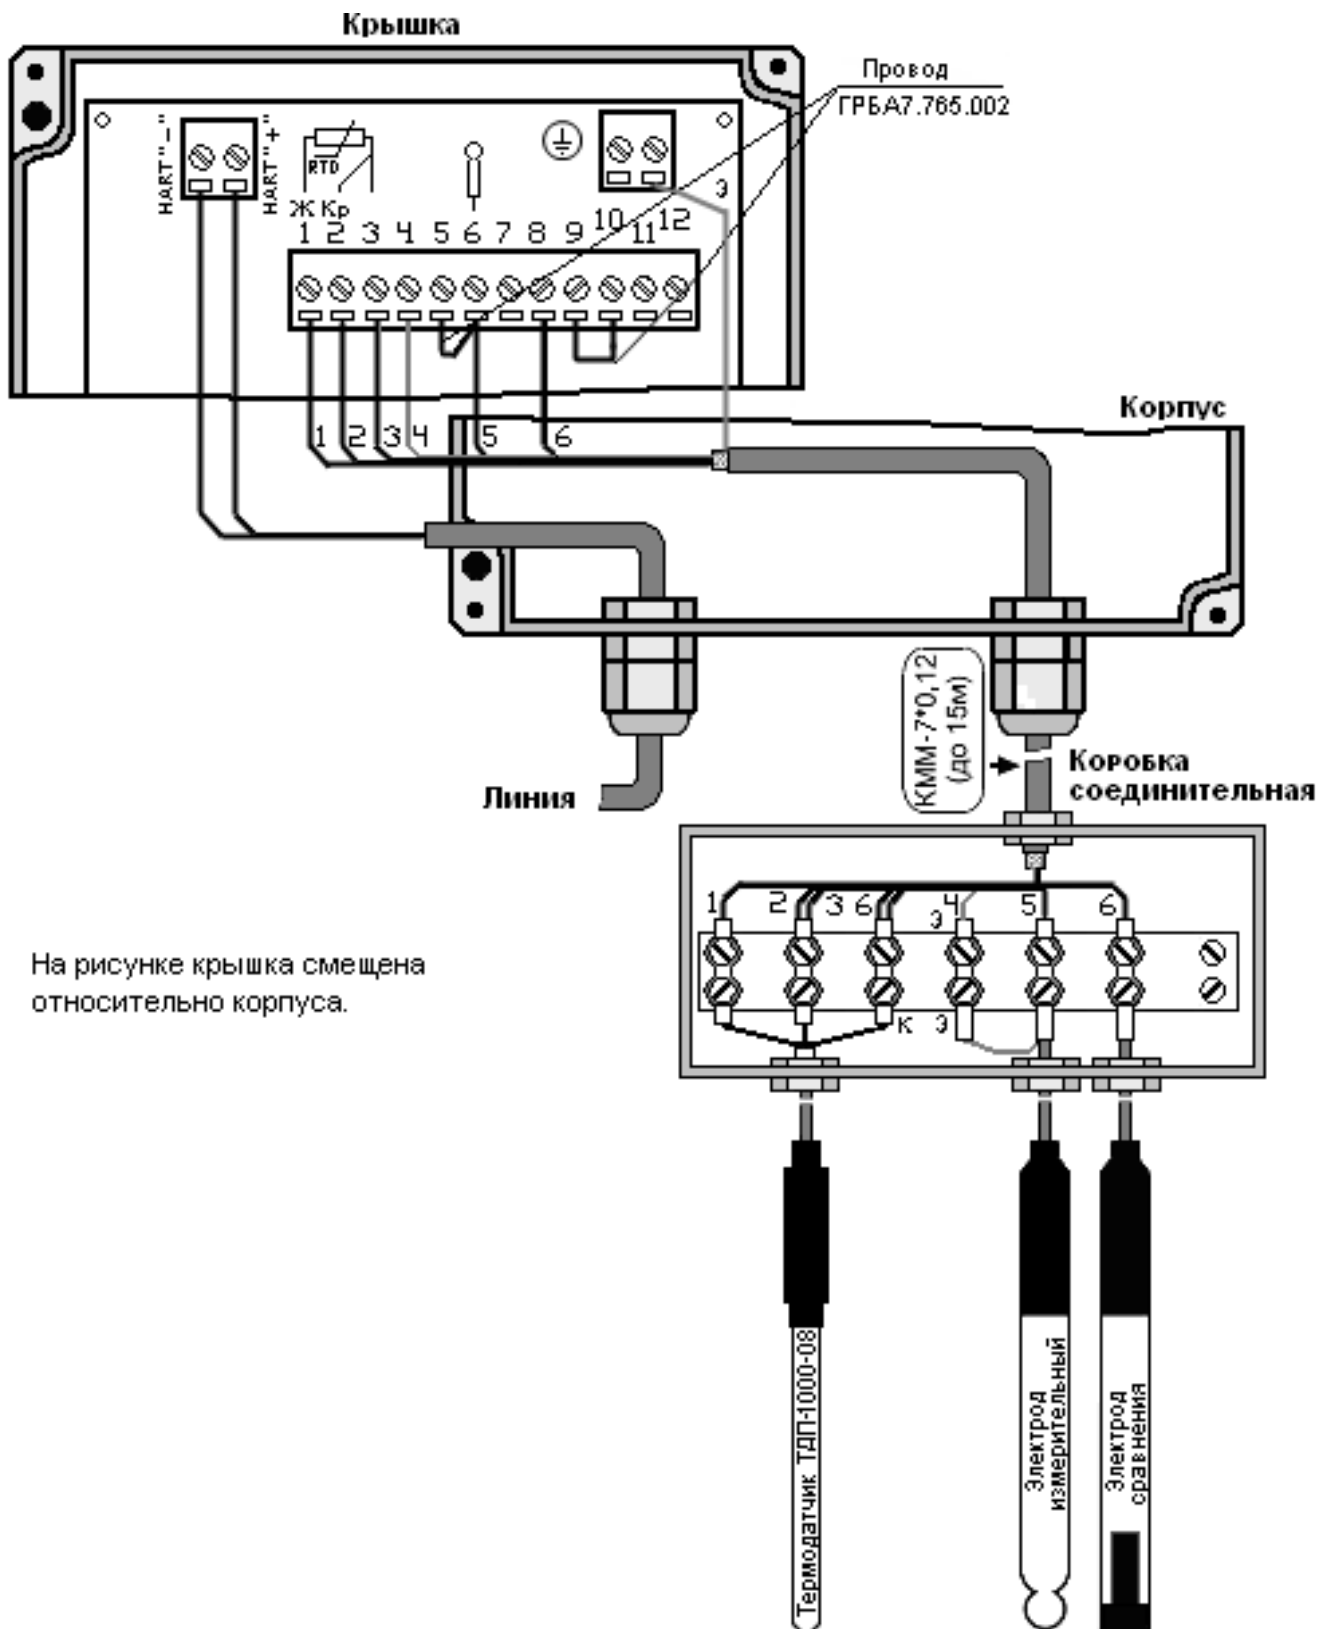 Крышка
Провод
ГРБА7.765.002
HART"-"
HART"+"
RTD
Э
Ж Кр
1 2 3 4 5 6 7 8 9 10 11 12
Корпус
1 2 3 4 5 6
КММ-7*0,12
(до 15м)
Линия
Коробка
соединительная
1 2 3 6 4 5 6
Э
К Э
На рисунке крышка смещена
относительно корпуса.
Термодатчик ТДП-1000-08
Электрод
измерительный
Электрод
сравнения